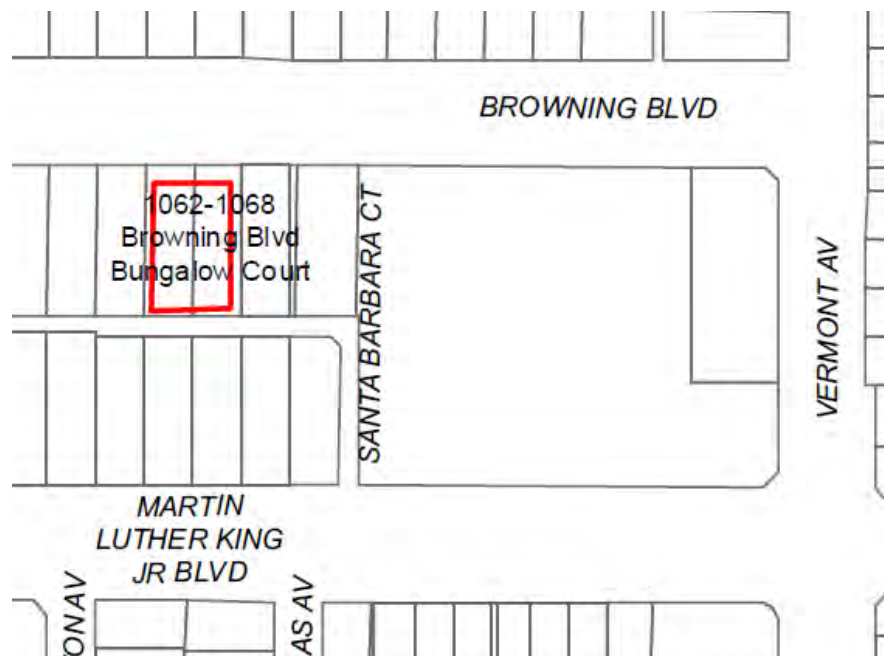 BROWNING BLVD
1062-1068
Browning Blvd
Bungalow Court
SANTA BARBARA CT
VERMONT AV
MARTIN
LUTHER KING
JR BLVD
ON AV
AS AV